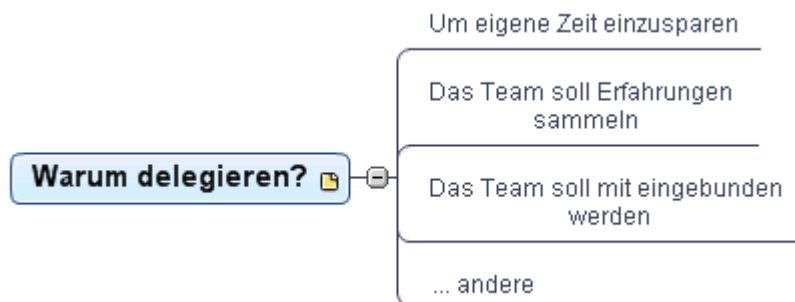 Um eigene Zeit einzusparen
Das Team soll Erfahrungen
sammeln
Warum delegieren?
Das Team soll mit eingebunden
werden
... andere